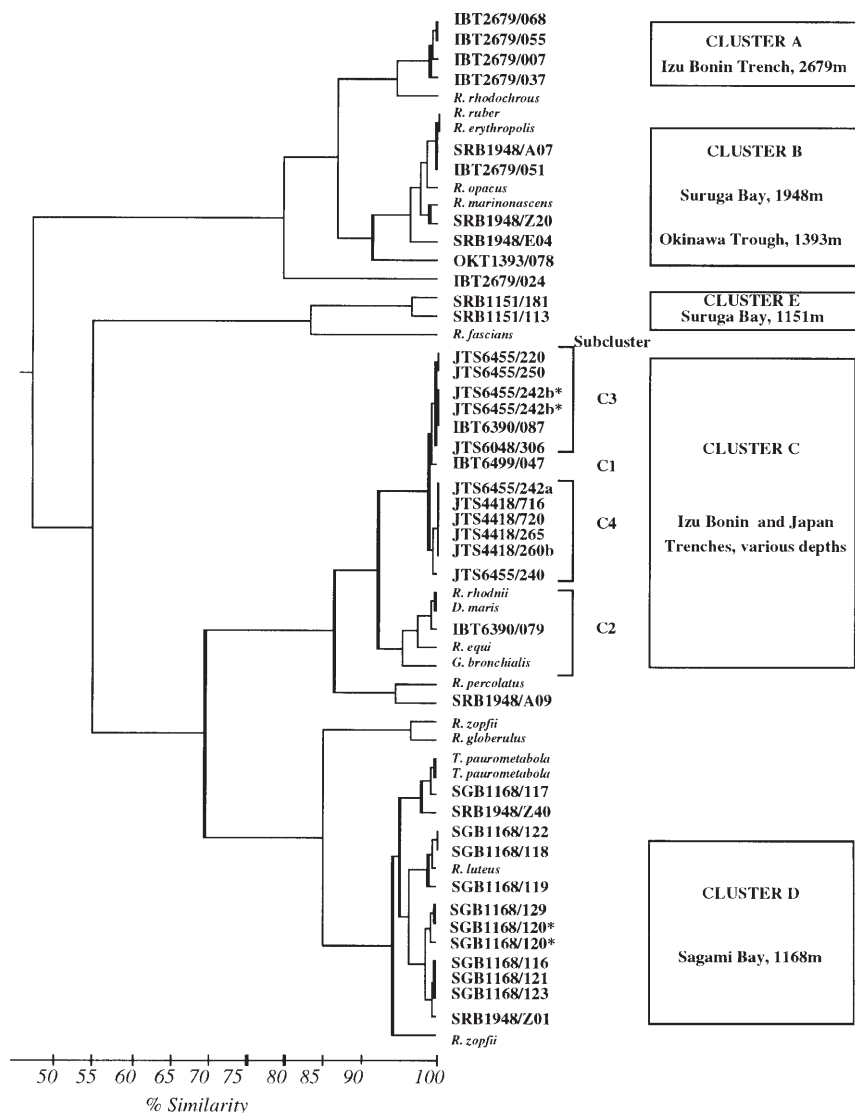 IBT2679/068
IBT2679/055
IBT2679/007
IBT2679/037
R. rhodochrous
R. ruber
R. erythropolis
SRB1948/A07
IBT2679/051
R. opacus
R. marinonascens
SRB1948/Z20
SRB1948/E04
OKT1393/078
IBT2679/024
SRB1151/181
SRB1151/113
R. fascians
JTS6455/220
JTS6455/250
JTS6455/242b*
JTS6455/242b*
IBT6390/087
JTS6048/306
IBT6499/047
JTS6455/242a
JTS4418/716
JTS4418/720
JTS4418/265
JTS4418/260b
JTS6455/240
R. rhodnii
D. maris
IBT6390/079
R. equi
G. bronchialis
R. percolatus
SRB1948/A09
R. zopfii
R. globerulus
T. paurometabola
T. paurometabola
SGB1168/117
SRB1948/Z40
SGB1168/122
SGB1168/118
R. luteus
SGB1168/119
SGB1168/129
SGB1168/120*
SGB1168/120*
SGB1168/116
SGB1168/121
SGB1168/123
SRB1948/Z01
R. zopfii
Subcluster
C3
C1
C4
C2
CLUSTER A
Izu Bonin Trench, 2679m
CLUSTER B
Suruga Bay, 1948m
Okinawa Trough, 1393m
CLUSTER E
Suruga Bay, 1151m
CLUSTER C
Izu Bonin and Japan
Trenches, various depths
CLUSTER D
Sagami Bay, 1168m
50 55 60 65 70 75 80 85 90 100
% Similarity